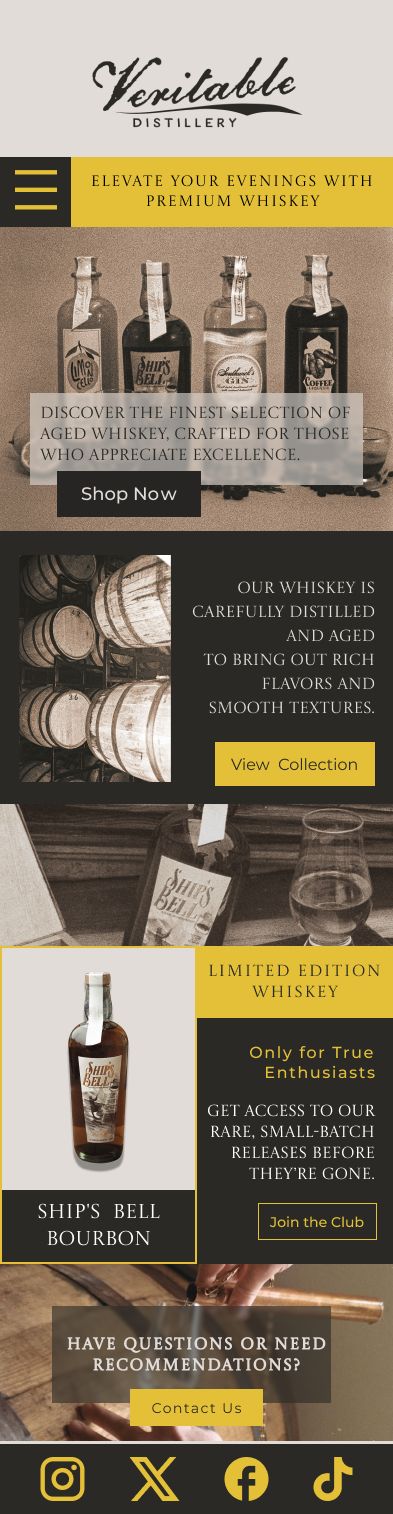 Veritable
DISTILLERY
ELEVATE YOUR EVENINGS WITH
PREMIUM WHISKEY
LIMON
CELLO
SHIP'S
BELL
Southwick's
GIN
COFFEE
DISCOVER THE FINEST SELECTION OF
AGED WHISKEY, CRAFTED FOR THOSE
WHO APPRECIATE EXCELLENCE.
Shop Now
OUR WHISKEY IS
CAREFULLY DISTILLED
AND AGED
TO BRING OUT RICH
FLAVORS AND
SMOOTH TEXTURES.
View Collection
SHIP'S
BELL
LIMITED EDITION
WHISKEY
Only for True
Enthusiasts
GET ACCESS TO OUR
RARE, SMALL-BATCH
RELEASES BEFORE
THEY'RE GONE.
Join the Club
SHIP'S
BELL
SHIP'S BELL
BOURBON
HAVE QUESTIONS OR NEED
RECOMMENDATIONS?
Contact Us